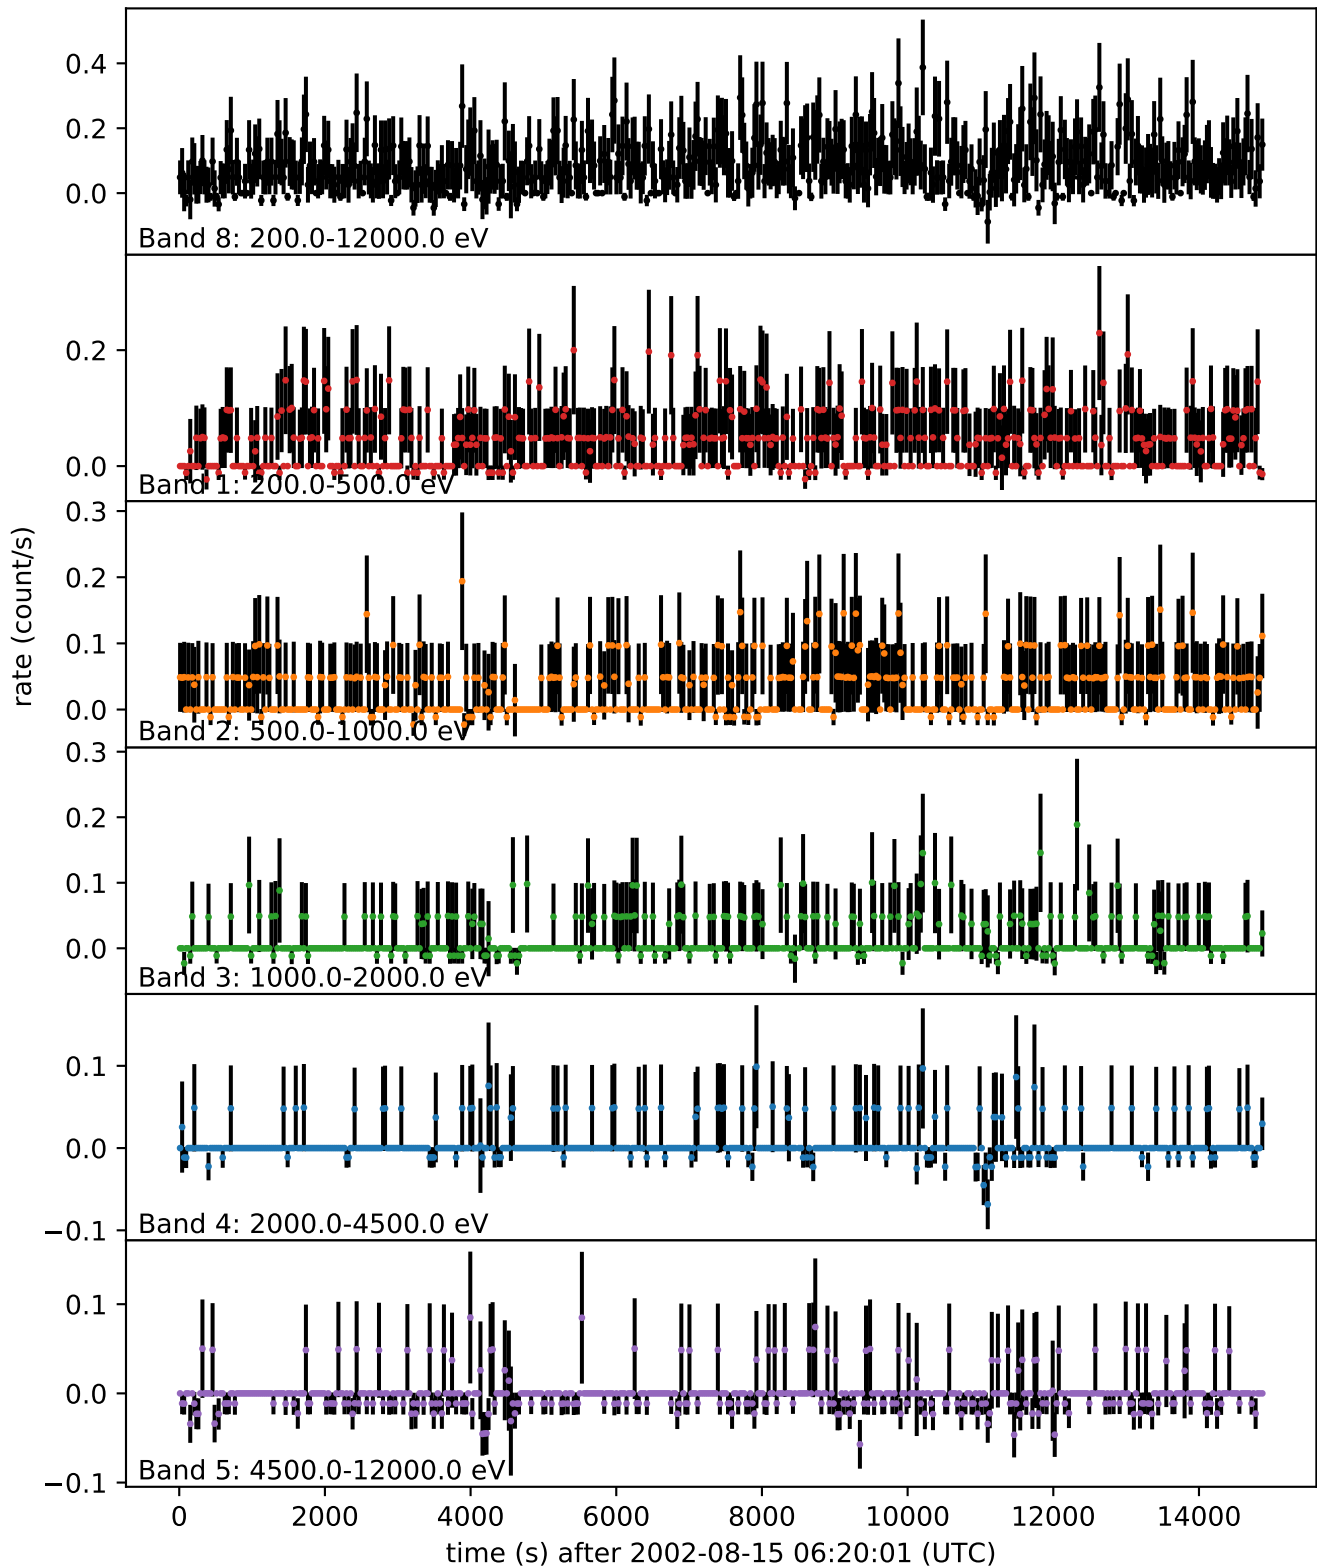 0.4
0.2
0.0
Band 8: 200.0-12000.0 eV
0.2
0.0
Band 1: 200.0-500.0 eV
0.3
0.2
0.1
0.0
Band 2: 500.0-1000.0 eV
rate (count/s)
0.3
0.2
0.1
0.0
Band 3: 1000.0-2000.0 eV
0.1
0.0
−0.1
Band 4: 2000.0-4500.0 eV
0.1
0.0
−0.1
Band 5: 4500.0-12000.0 eV
0 2000 4000 6000 8000 10000 12000 14000
time (s) after 2002-08-15 06:20:01 (UTC)